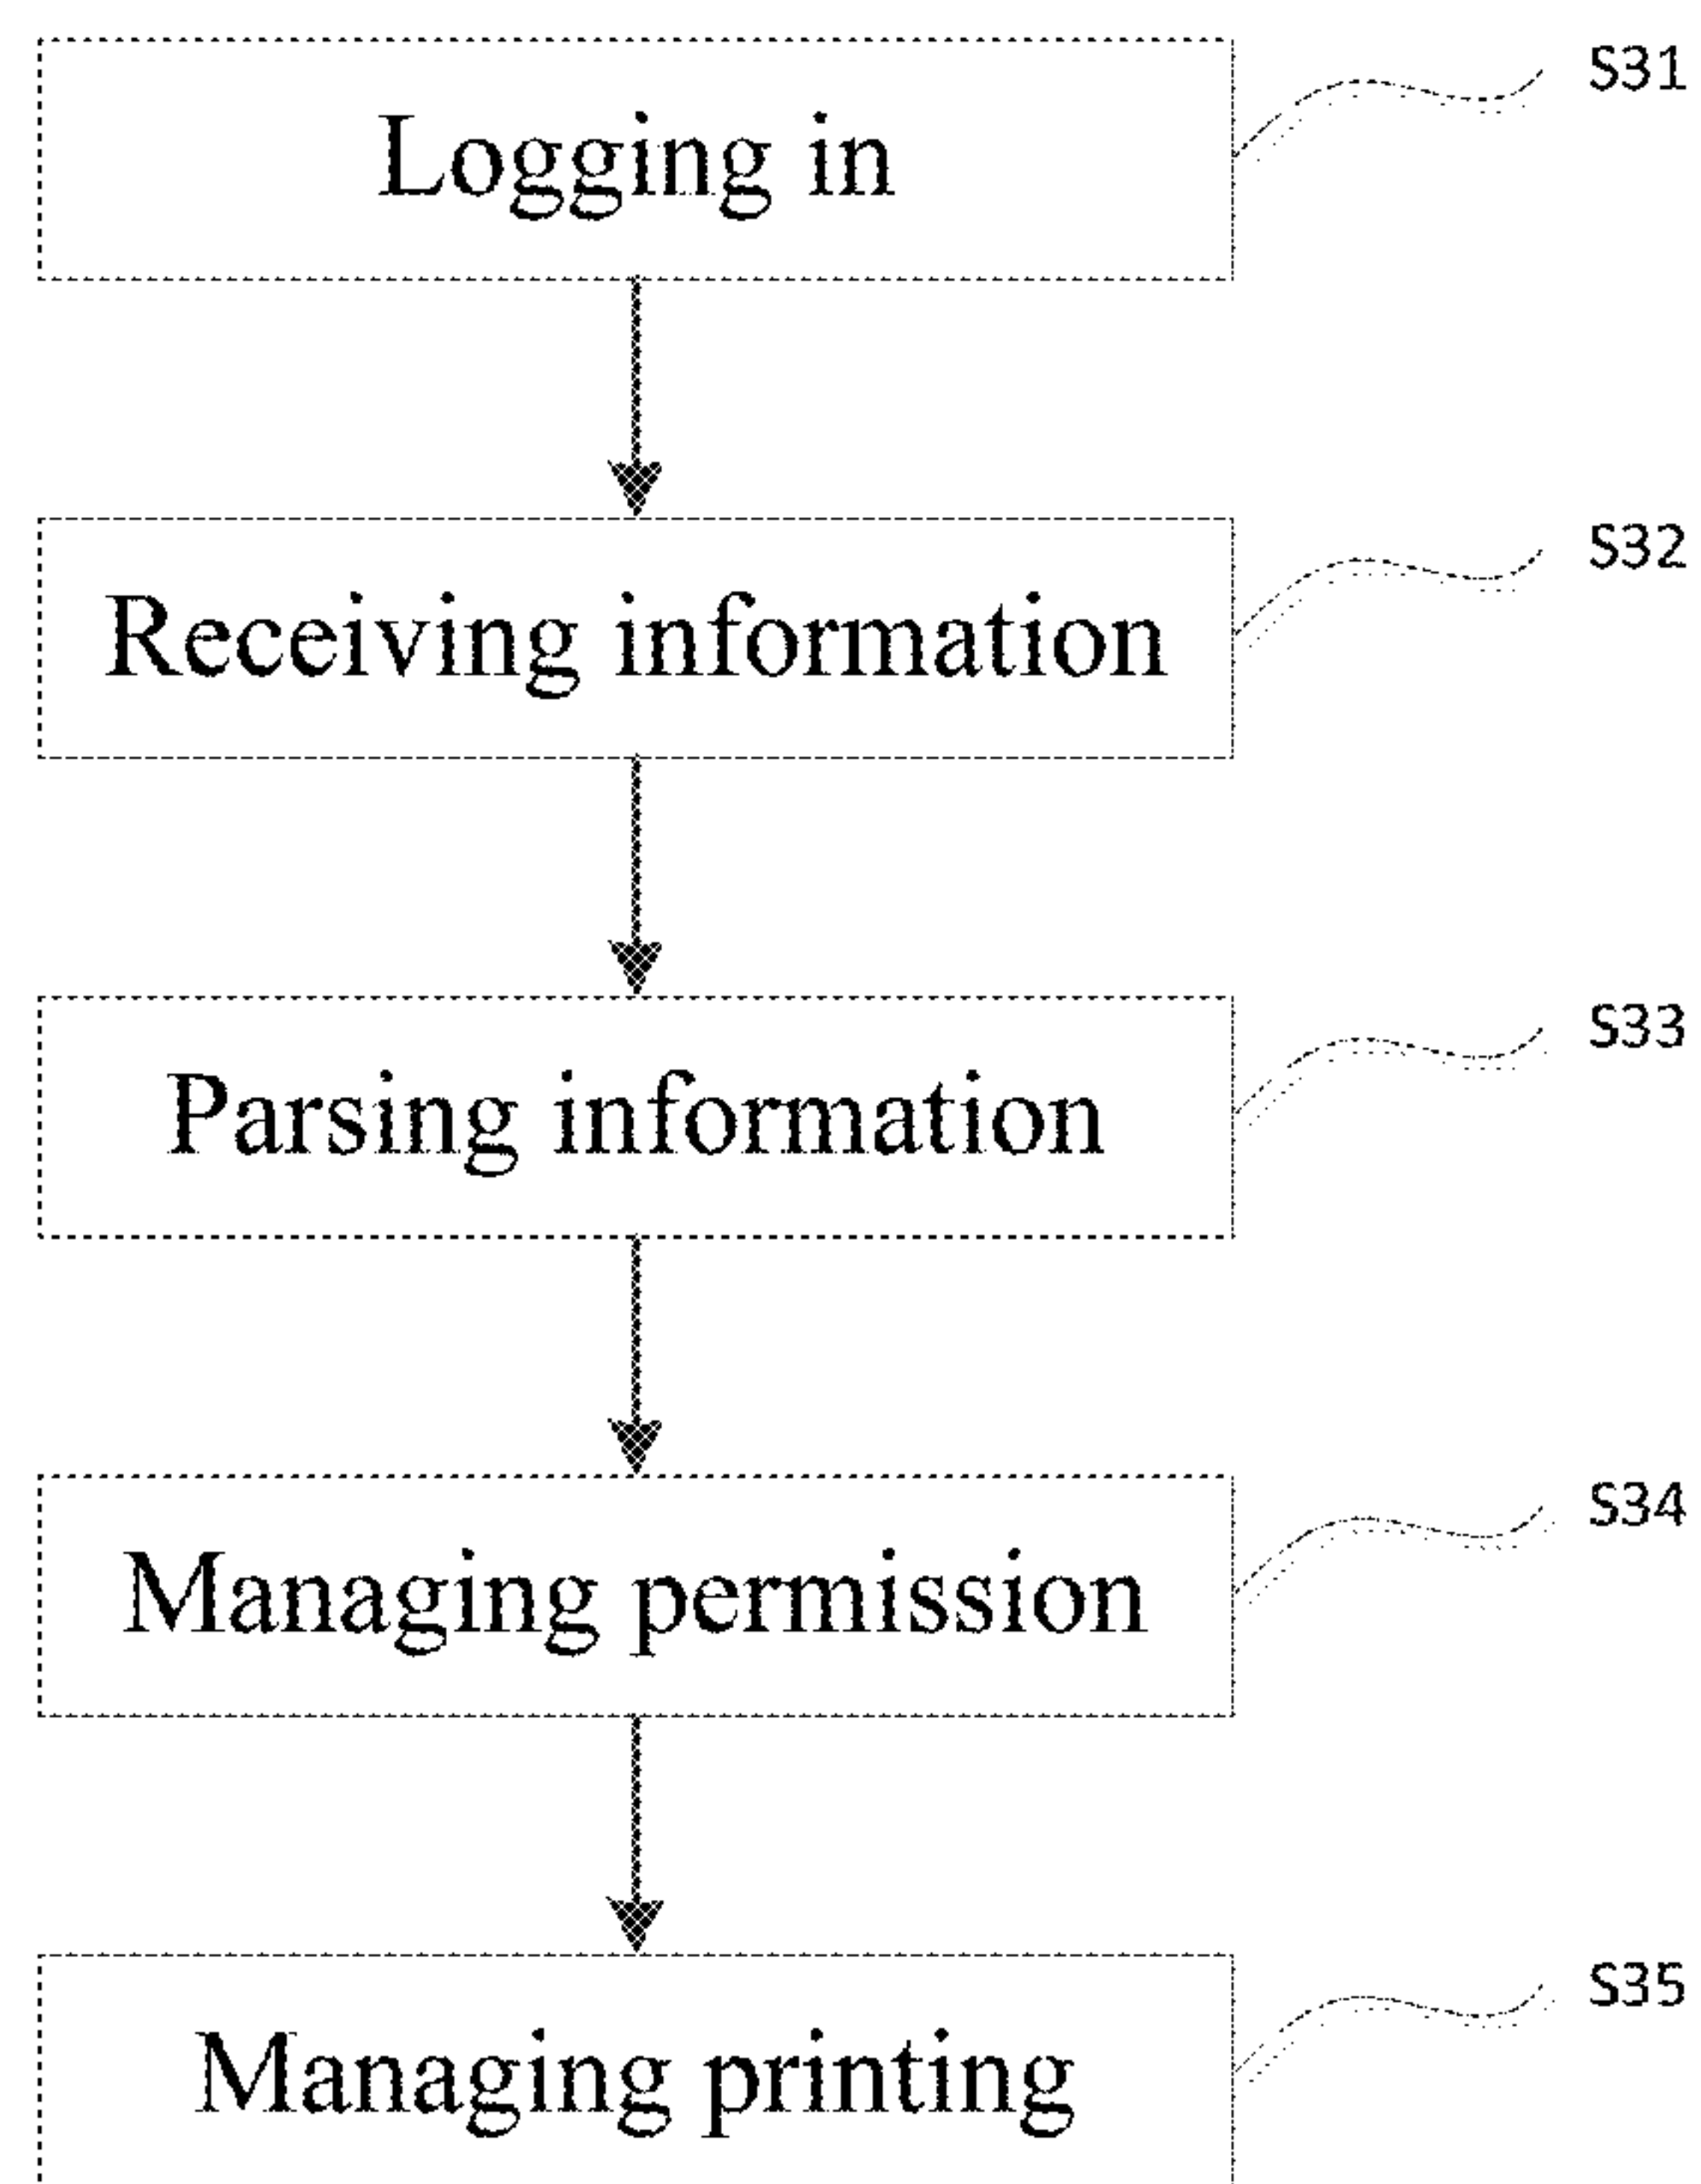 Logging in
S31
Receiving information
S32
Parsing information
S33
Managing permission
S34
Managing printing
S35